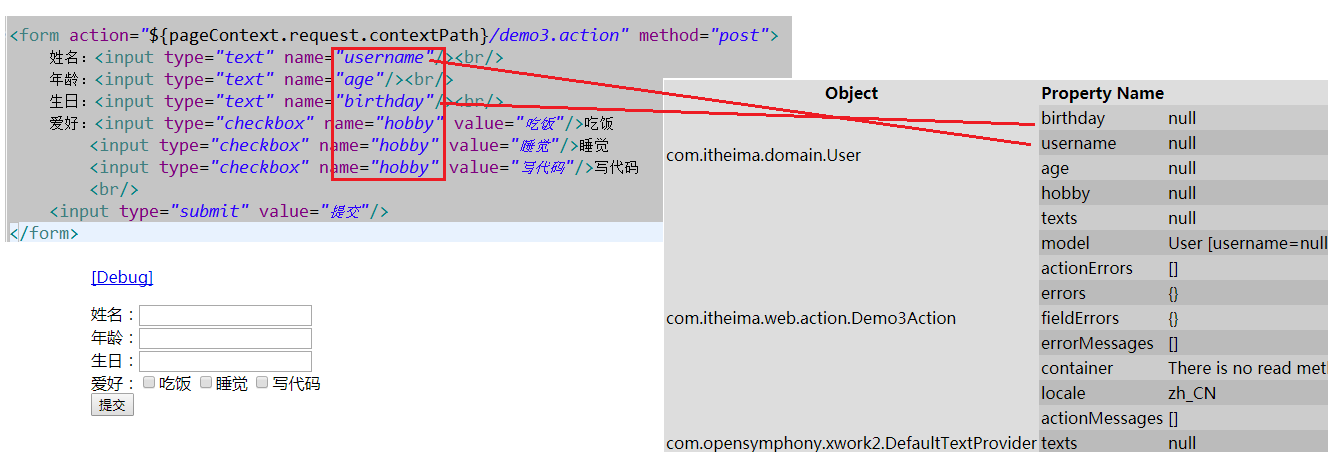 <form action="${pageContext.request.contextPath}/demo3.action" method="post">
姓名：<input type="text" name="username"/><br/>
年龄：<input type="text" name="age"/><br/>
生日：<input type="text" name="birthday"/><br/>
爱好：<input type="checkbox" name="hobby" value="吃饭"/>吃饭
<input type="checkbox" name="hobby" value="睡觉"/>睡觉
<input type="checkbox" name="hobby" value="写代码"/>写代码
<br/>
<input type="submit" value="提交"/>
</form>
[Debug]
姓名：
年龄：
生日：
爱好： 吃饭 睡觉 写代码
提交
Object Property Name
com.itheima.domain.User
birthday null
username null
age null
hobby null
texts null
com.itheima.web.action.Demo3Action
model User [username=null
actionErrors []
errors {}
fieldErrors {}
errorMessages []
container There is no read met
locale zh_CN
actionMessages []
com.opensymphony.xwork2.DefaultTextProvider texts null